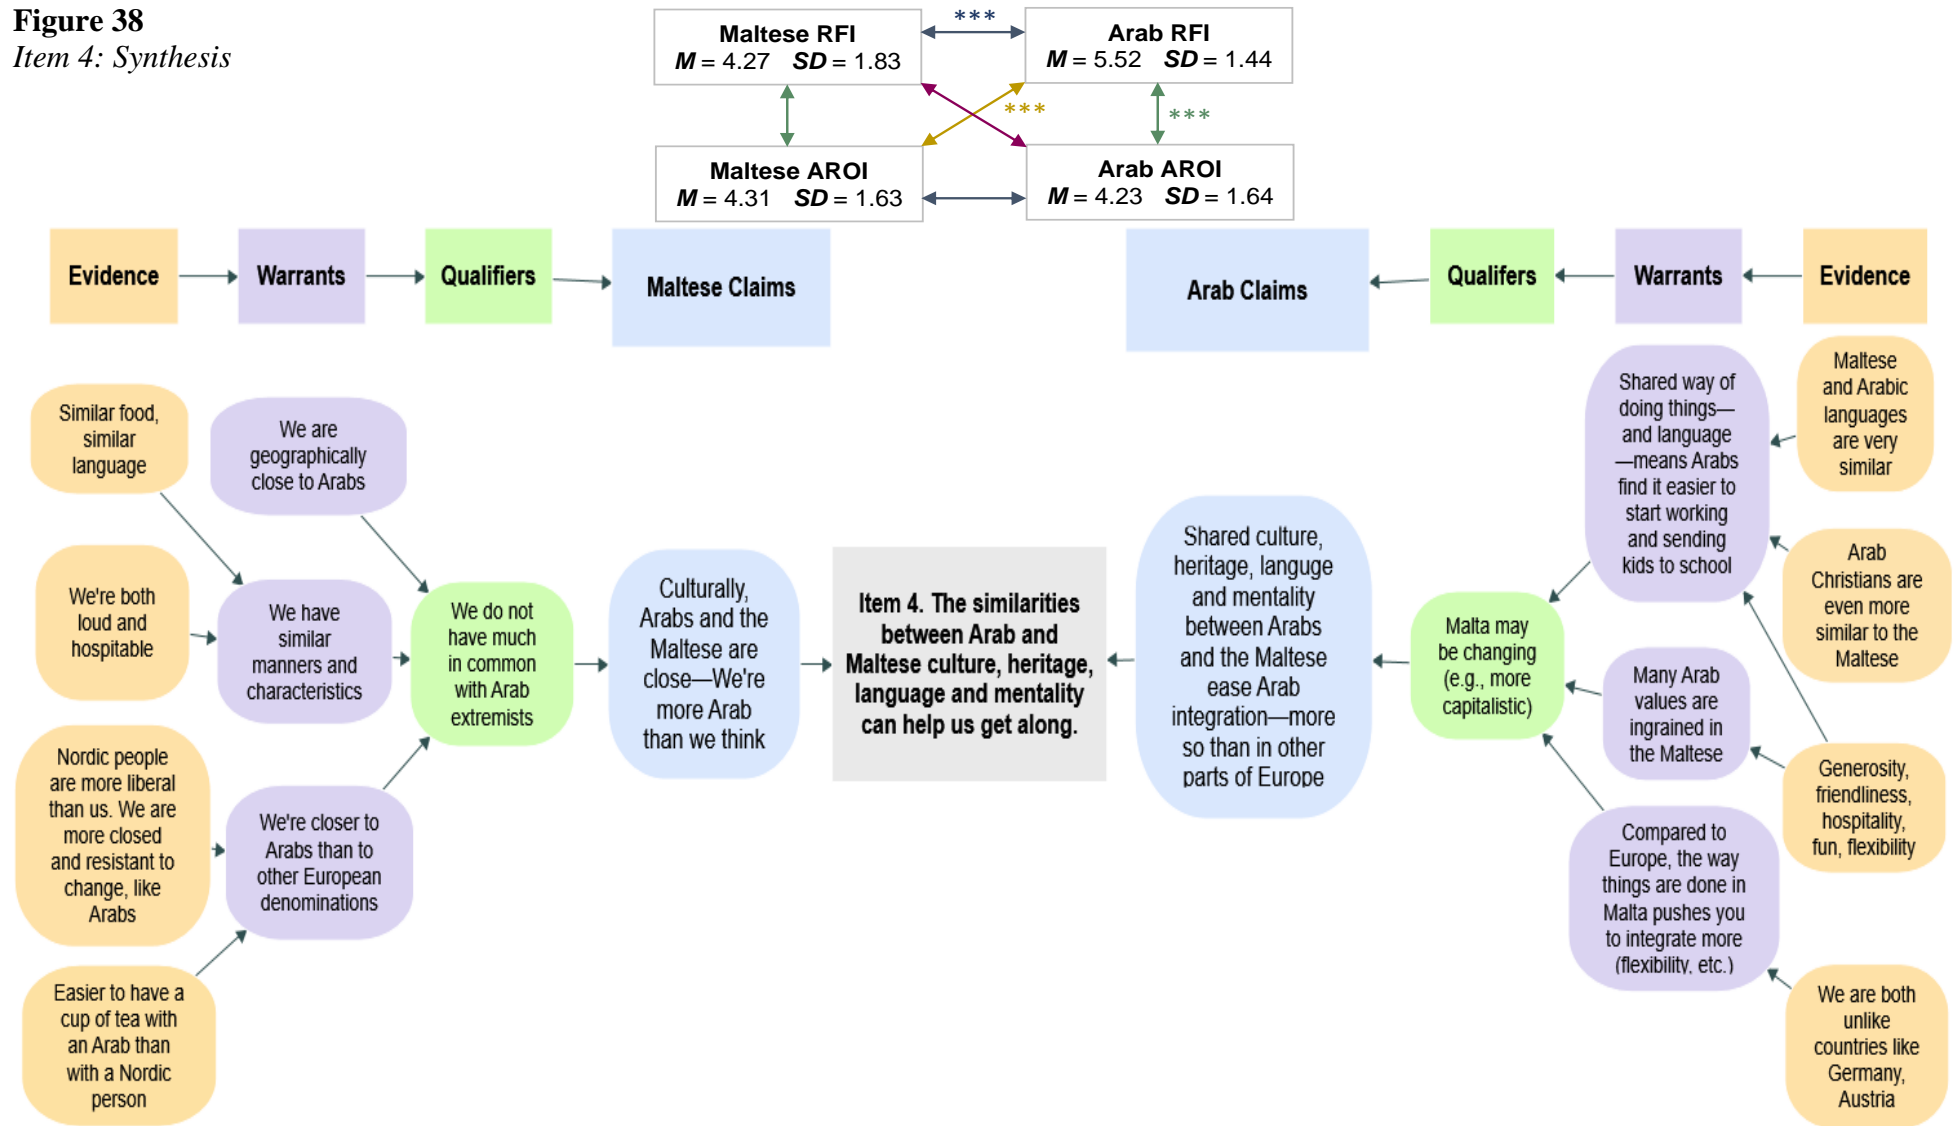 Figure 38
Item 4: Synthesis
Maltese RFI
M = 4.27 SD = 1.83
***
Arab RFI
M = 5.52 SD = 1.44
***
***
Maltese AROI
M = 4.31 SD = 1.63
Arab AROI
M = 4.23 SD = 1.64
Evidence
Warrants
Qualifiers
Maltese Claims
Arab Claims
Qualifers
Warrants
Evidence
Similar food,
similar
language
We're both
loud and
hospitable
Nordic people
are more liberal
than us. We are
more closed
and resistant to
change, like
Arabs
Easier to have a
cup of tea with
an Arab than
with a Nordic
person
We are
geographically
close to Arabs
We have
similar
manners and
characteristics
We're closer to
Arabs than to
other European
denominations
We do not
have much
in common
with Arab
extremists
Culturally,
Arabs and the
Maltese are
close—We're
more Arab
than we think
Item 4. The similarities
between Arab and
Maltese culture, heritage,
language and mentality
can help us get along.
Shared culture,
heritage, languge
and mentality
between Arabs
and the Maltese
ease Arab
integration—more
so than in other
parts of Europe
Malta may
be changing
(e.g., more
capitalistic)
Shared way of
doing things—
and language
—means Arabs
find it easier to
start working
and sending
kids to school
Many Arab
values are
ingrained in
the Maltese
Compared to
Europe, the way
things are done in
Malta pushes you
to integrate more
(flexibility, etc.)
Maltese
and Arabic
languages
are very
similar
Arab
Christians are
even more
similar to the
Maltese
Generosity,
friendliness,
hospitality,
fun, flexibility
We are both
unlike
countries like
Germany,
Austria